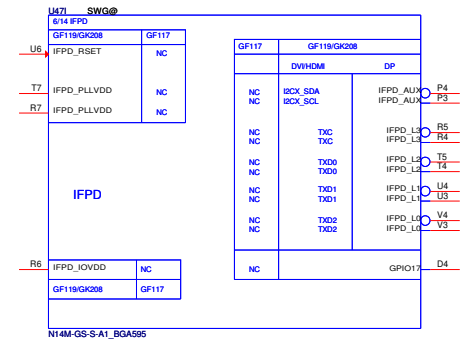 U47I SWG@
6/14 IFPD
GF119/GK208 GF117
U6 IFPD_RSET NC
T7 IFPD_PLLVDD NC
R7 IFPD_PLLVDD NC
GF117 GF119/GK208
DVI/HDMI DP
NC I2CX_SDA IFPD_AUX P4
NC I2CX_SCL IFPD_AUX P3
NC TXC IFPD_L3 R5
NC TXC IFPD_L3 R4
NC TXD0 IFPD_L2 T5
NC TXD0 IFPD_L2 T4
NC TXD1 IFPD_L1 U4
NC TXD1 IFPD_L1 U3
NC TXD2 IFPD_L0 V4
NC TXD2 IFPD_L0 V3
IFPD
R6 IFPD_IOVDD NC
GF119/GK208 GF117
NC GPIO17 D4
N14M-GS-S-A1_BGA595